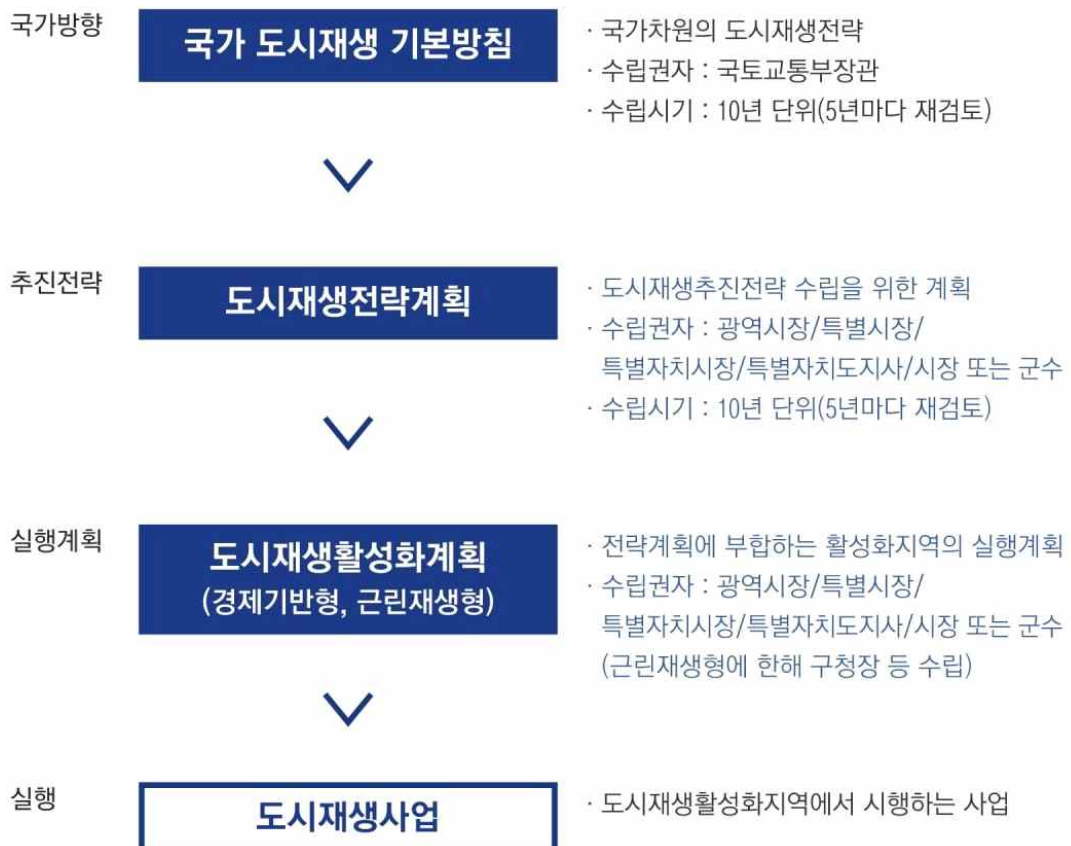 국가방향
국가 도시재생 기본방침
· 국가차원의 도시재생전략
· 수립권자 : 국토교통부장관
· 수립시기 : 10년 단위(5년마다 재검토)
추진전략
도시재생전략계획
· 도시재생추진전략 수립을 위한 계획
· 수립권자 : 광역시장/특별시장/
특별자치시장/특별자치도지사/시장 또는 군수
· 수립시기 : 10년 단위(5년마다 재검토)
실행계획
도시재생활성화계획
(경제기반형, 근린재생형)
· 전략계획에 부합하는 활성화지역의 실행계획
· 수립권자 : 광역시장/특별시장/
특별자치시장/특별자치도지사/시장 또는 군수
(근린재생형에 한해 구청장 등 수립)
실행
도시재생사업
· 도시재생활성화지역에서 시행하는 사업